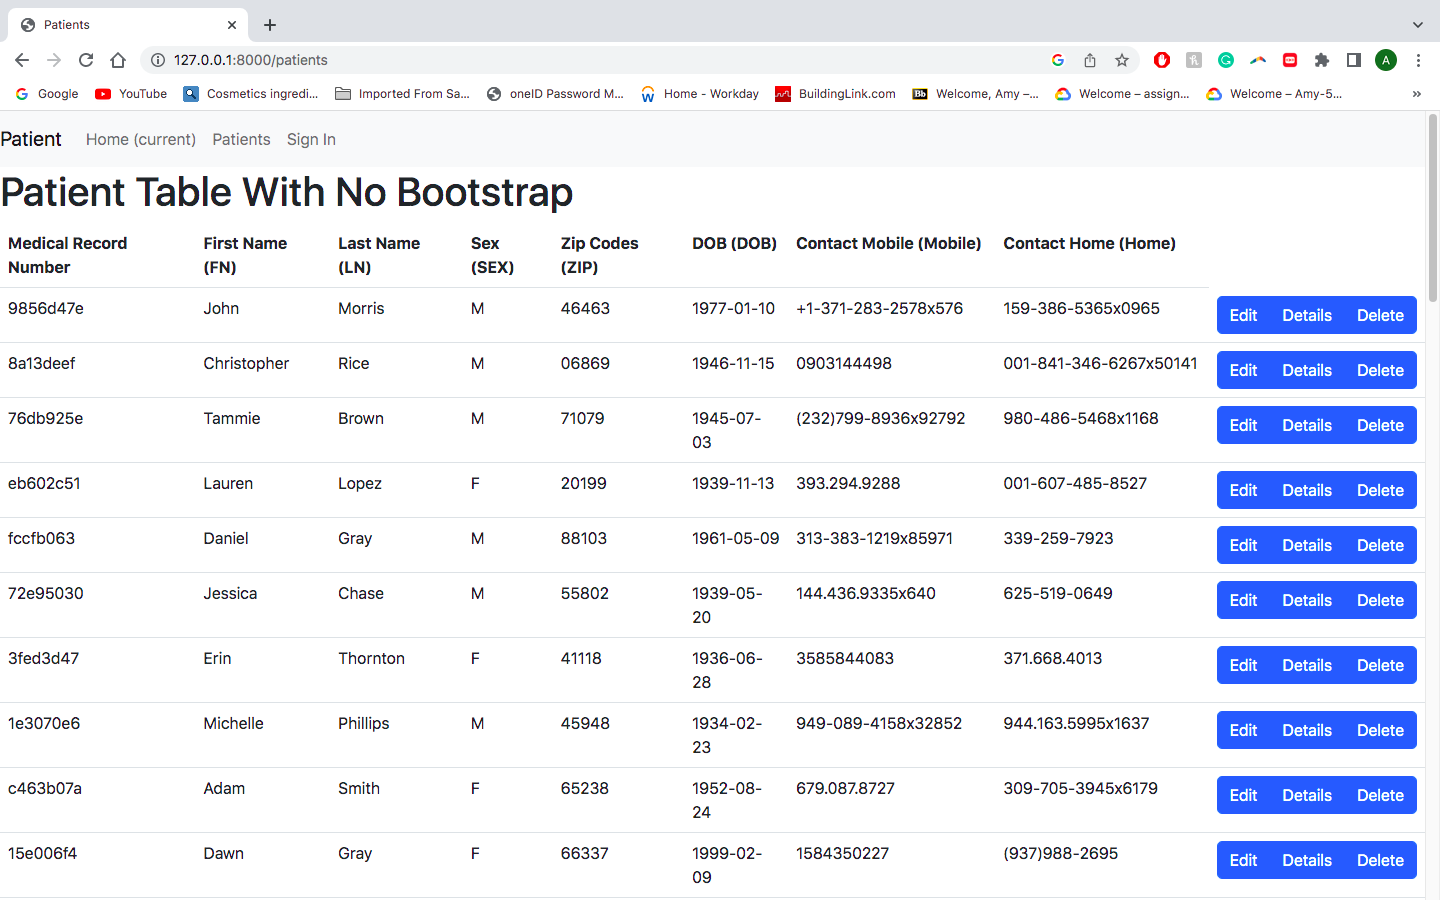 Patients
127.0.0.1:8000/patients
A
Google YouTube Cosmetics ingredi... Imported From Sa... oneID Password M... Home - Workday BuildingLink.com Bb Welcome, Amy –... Welcome – assign... Welcome – Amy-5... »
Patient Home (current) Patients Sign In
Patient Table With No Bootstrap
Medical Record Number First Name (FN) Last Name (LN) Sex (SEX) Zip Codes (ZIP) DOB (DOB) Contact Mobile (Mobile) Contact Home (Home)
9856d47e John Morris M 46463 1977-01-10 +1-371-283-2578x576 159-386-5365x0965 Edit Details Delete
8a13deef Christopher Rice M 06869 1946-11-15 0903144498 001-841-346-6267x50141 Edit Details Delete
76db925e Tammie Brown M 71079 1945-07-03 (232)799-8936x92792 980-486-5468x1168 Edit Details Delete
eb602c51 Lauren Lopez F 20199 1939-11-13 393.294.9288 001-607-485-8527 Edit Details Delete
fccfb063 Daniel Gray M 88103 1961-05-09 313-383-1219x85971 339-259-7923 Edit Details Delete
72e95030 Jessica Chase M 55802 1939-05-20 144.436.9335x640 625-519-0649 Edit Details Delete
3fed3d47 Erin Thornton F 41118 1936-06-28 3585844083 371.668.4013 Edit Details Delete
1e3070e6 Michelle Phillips M 45948 1934-02-23 949-089-4158x32852 944.163.5995x1637 Edit Details Delete
c463b07a Adam Smith F 65238 1952-08-24 679.087.8727 309-705-3945x6179 Edit Details Delete
15e006f4 Dawn Gray F 66337 1999-02-09 1584350227 (937)988-2695 Edit Details Delete